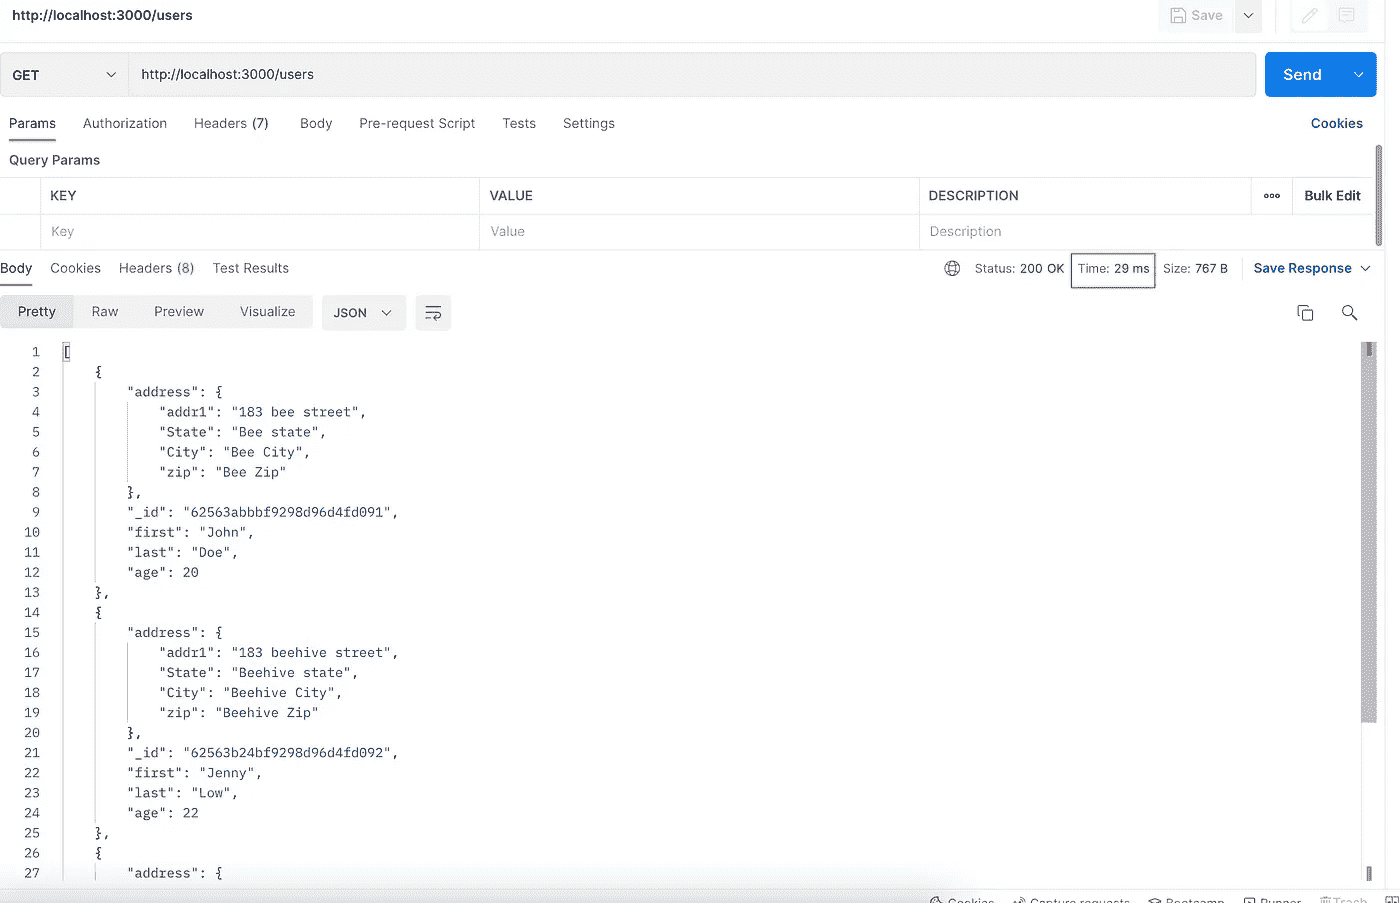 http://localhost:3000/users
Save
GET
http://localhost:3000/users
Send
Params Authorization Headers (7) Body Pre-request Script Tests Settings Cookies
Query Params
KEY VALUE DESCRIPTION Bulk Edit
Key Value Description
Body Cookies Headers (8) Test Results Status: 200 OK Time: 29 ms Size: 767 B Save Response
Pretty Raw Preview Visualize JSON
1 [
2 {
3 "address": {
4 "addr1": "183 bee street",
5 "State": "Bee state",
6 "City": "Bee City",
7 "zip": "Bee Zip"
8 },
9 "_id": "62563abbbf9298d96d4fd091",
10 "first": "John",
11 "last": "Doe",
12 "age": 20
13 },
14 {
15 "address": {
16 "addr1": "183 beehive street",
17 "State": "Beehive state",
18 "City": "Beehive City",
19 "zip": "Beehive Zip"
20 },
21 "_id": "62563b24bf9298d96d4fd092",
22 "first": "Jenny",
23 "last": "Low",
24 "age": 22
25 },
26 {
27 "address": {
Cookies Capture requests Bootcamp Runner Trash